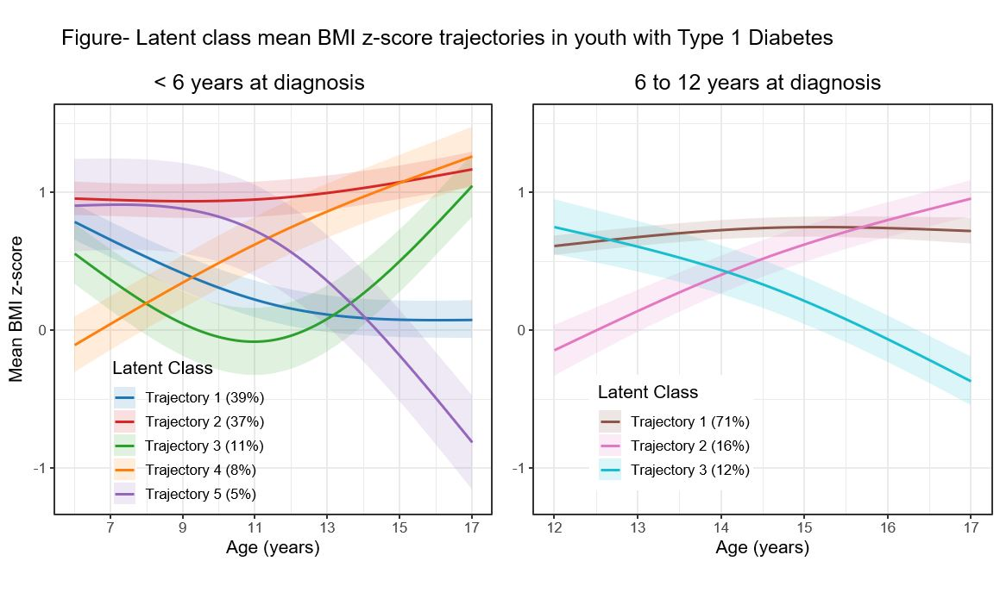 Figure- Latent class mean BMI z-score trajectories in youth with Type 1 Diabetes
< 6 years at diagnosis
Mean BMI z-score
1
0
-1
Latent Class
Trajectory 1 (39%)
Trajectory 2 (37%)
Trajectory 3 (11%)
Trajectory 4 (8%)
Trajectory 5 (5%)
7 9 11 13 15 17
Age (years)
6 to 12 years at diagnosis
1
0
-1
Latent Class
Trajectory 1 (71%)
Trajectory 2 (16%)
Trajectory 3 (12%)
12 13 14 15 16 17
Age (years)